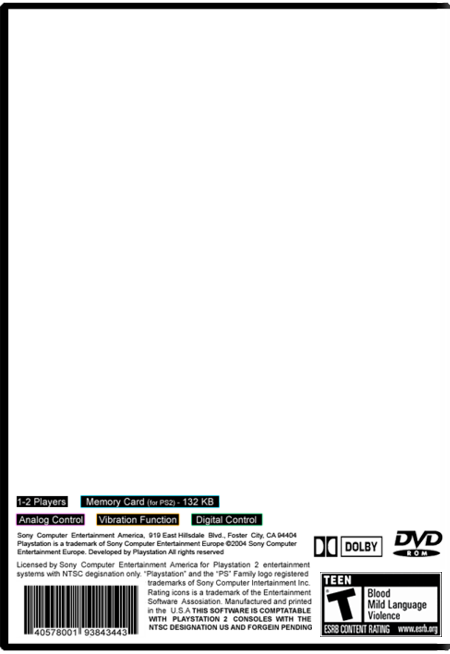 1-2 Players Memory Card (for PS2) - 132 KB
Analog Control Vibration Function Digital Control
Sony Computer Entertainment America, 919 East Hillsdale Blvd., Foster City, CA 94404
Playstation is a trademark of Sony Computer Entertainment Europe ©2004 Sony Computer
Entertainment Europe. Developed by Playstation All rights reserved
DOLBY
DVD
ROM
Licensed by Sony Computer Entertainment America for Playstation 2 entertainment
systems with NTSC degisnation only. "Playstation" and the "PS" Family logo registered
trademarks of Sony Computer Intertainment Inc.
Rating icons is a trademark of the Entertainment
Software Assosiation. Manufactured and printed
in the U.S.A THIS SOFTWARE IS COMPSTATABLE
WITH PLAYSTATION 2 CONSOLES WITH THE
NTSC DESIGNATION US AND FORGEIN PENDING
40578001 93843443
TEEN
T
Blood
Mild Language
Violence
ESRB CONTENT RATING www.esrb.org